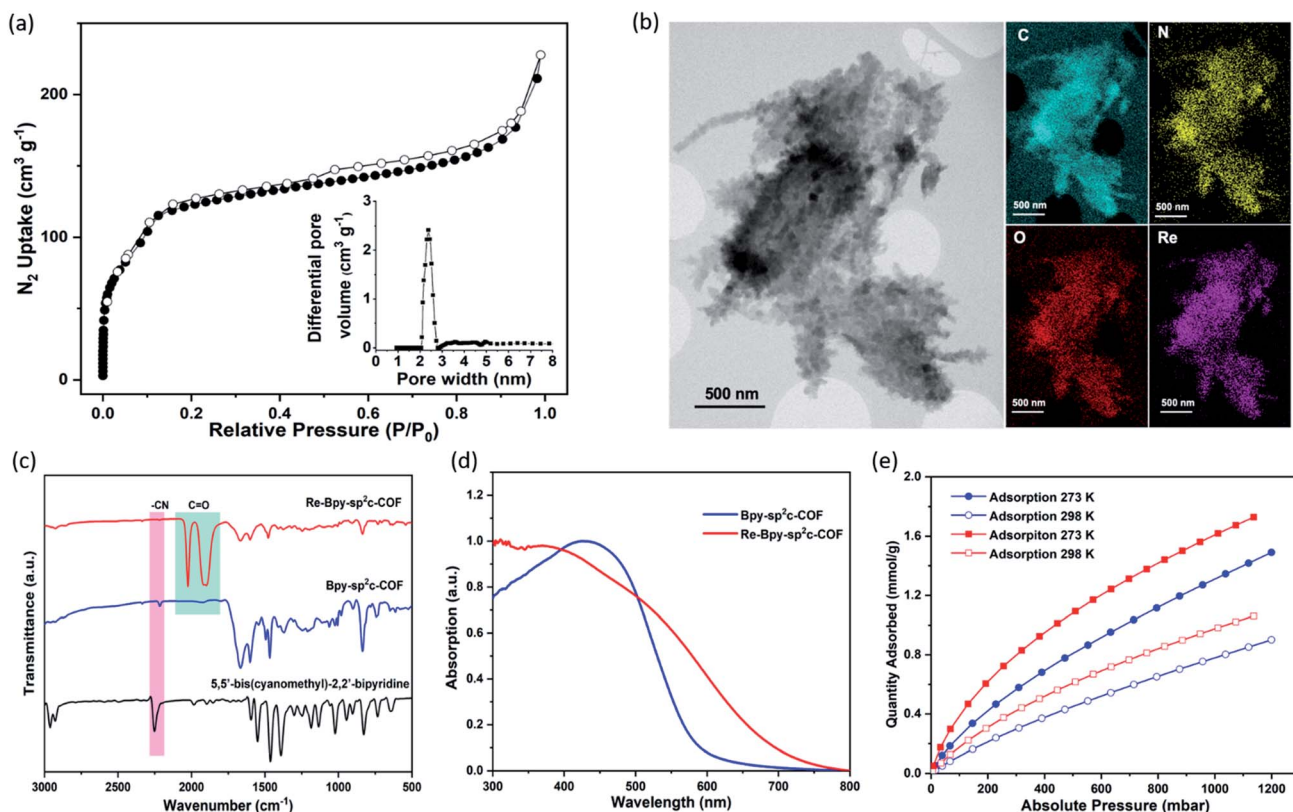 (a)
N₂ Uptake (cm³ g⁻¹)
200
100
0
0.0 0.2 0.4 0.6 0.8 1.0
Relative Pressure (P/P₀)
Differential pore
volume (cm³ g⁻¹)
3
2
1
0
0 1 2 3 4 5 6 7 8
Pore width (nm)
(b)
500 nm
C
500 nm
N
500 nm
O
500 nm
Re
500 nm
(c)
Transmittance (a.u.)
-CN C=O
Re-Bpy-sp²c-COF
Bpy-sp²c-COF
5,5'-bis(cyanomethyl)-2,2'-bipyridine
3000 2500 2000 1500 1000 500
Wavenumber (cm⁻¹)
(d)
Absorption (a.u.)
1.2
1.0
0.8
0.6
0.4
0.2
0.0
Bpy-sp²c-COF
Re-Bpy-sp²c-COF
300 400 500 600 700 800
Wavelength (nm)
(e)
Quantity Adsorbed (mmol/g)
2.0
1.6
1.2
0.8
0.4
0.0
Adsorption 273 K
Adsorption 298 K
Adsorpiton 273 K
Adsorption 298 K
0 200 400 600 800 1000 1200
Absolute Pressure (mbar)